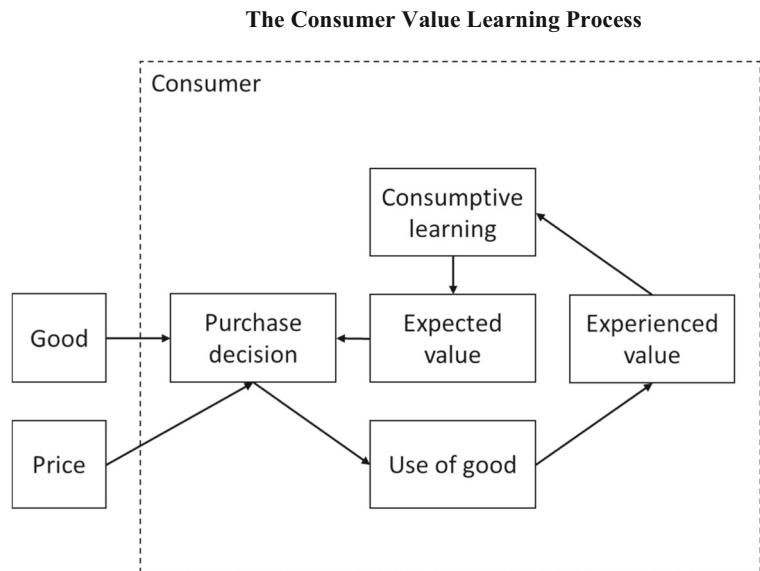 The Consumer Value Learning Process
Consumer
Consumptive
learning
Good
Purchase
decision
Expected
value
Experienced
value
Price
Use of good